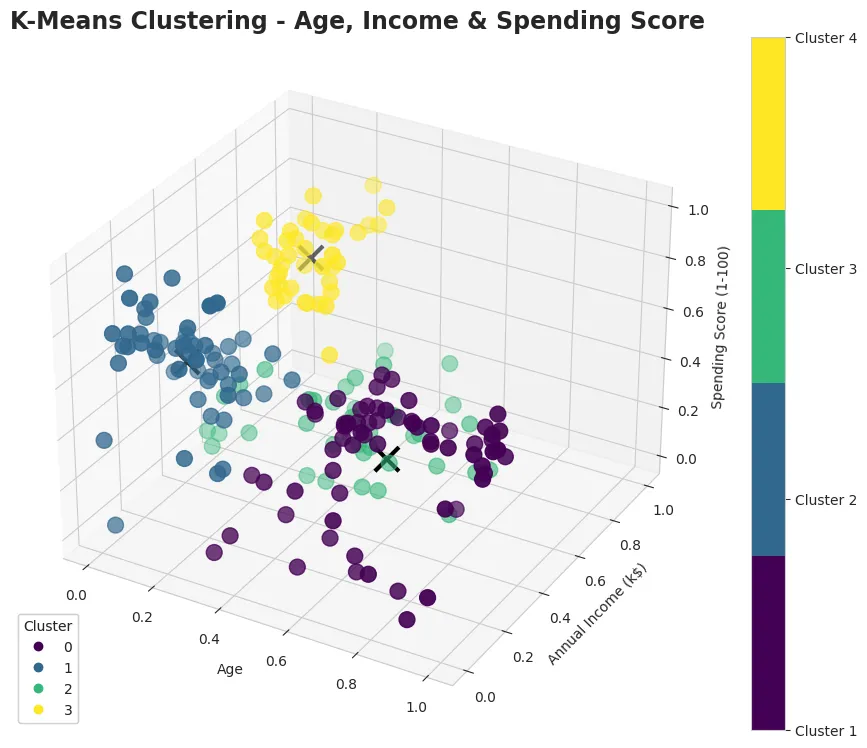 K-Means Clustering - Age, Income & Spending Score
Cluster 4
Cluster 3
Cluster 2
Cluster 1
Spending Score (1-100)
1.0
0.8
0.6
0.4
0.2
0.0
Annual Income (k$)
1.0
0.8
0.6
0.4
0.2
0.0
Age
0.0
0.2
0.4
0.6
0.8
1.0
Cluster
0
1
2
3